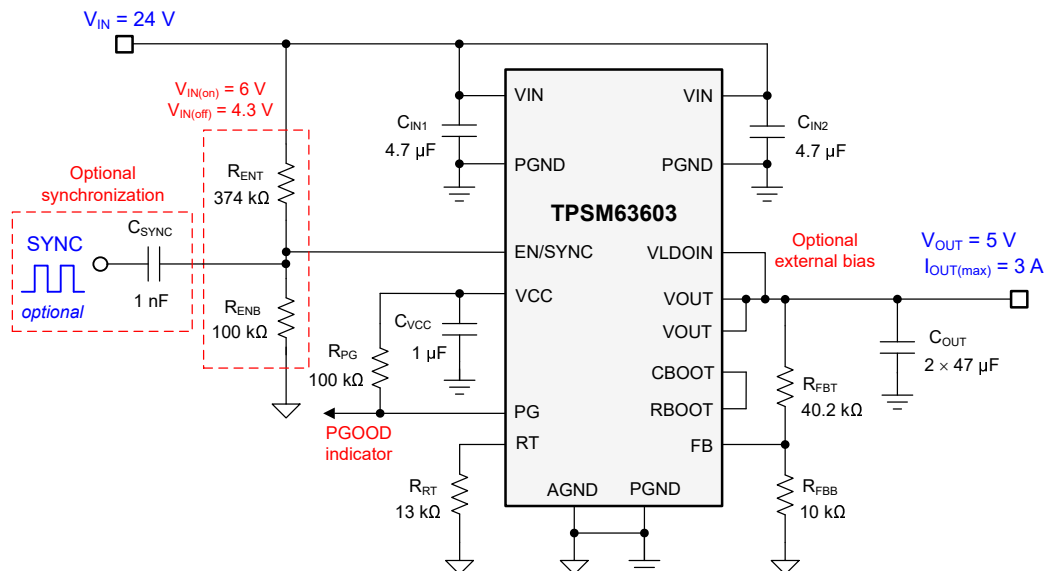 VIN = 24 V
VIN(on) = 6 V
VIN(off) = 4.3 V
Optional
synchronization
SYNC
optional
CSYNC
1 nF
RENT
374 kΩ
RENB
100 kΩ
CIN1
4.7 µF
CIN2
4.7 µF
TPSM63603
VIN
PGND
EN/SYNC
VCC
PG
RT
AGND
PGND
VIN
PGND
VLDOIN
VOUT
VOUT
CBOOT
RBOOT
FB
CVCC
1 µF
RPG
100 kΩ
PGOOD
indicator
RRT
13 kΩ
Optional
external bias
VOUT = 5 V
IOUT(max) = 3 A
COUT
2 × 47 µF
RFBT
40.2 kΩ
RFBB
10 kΩ